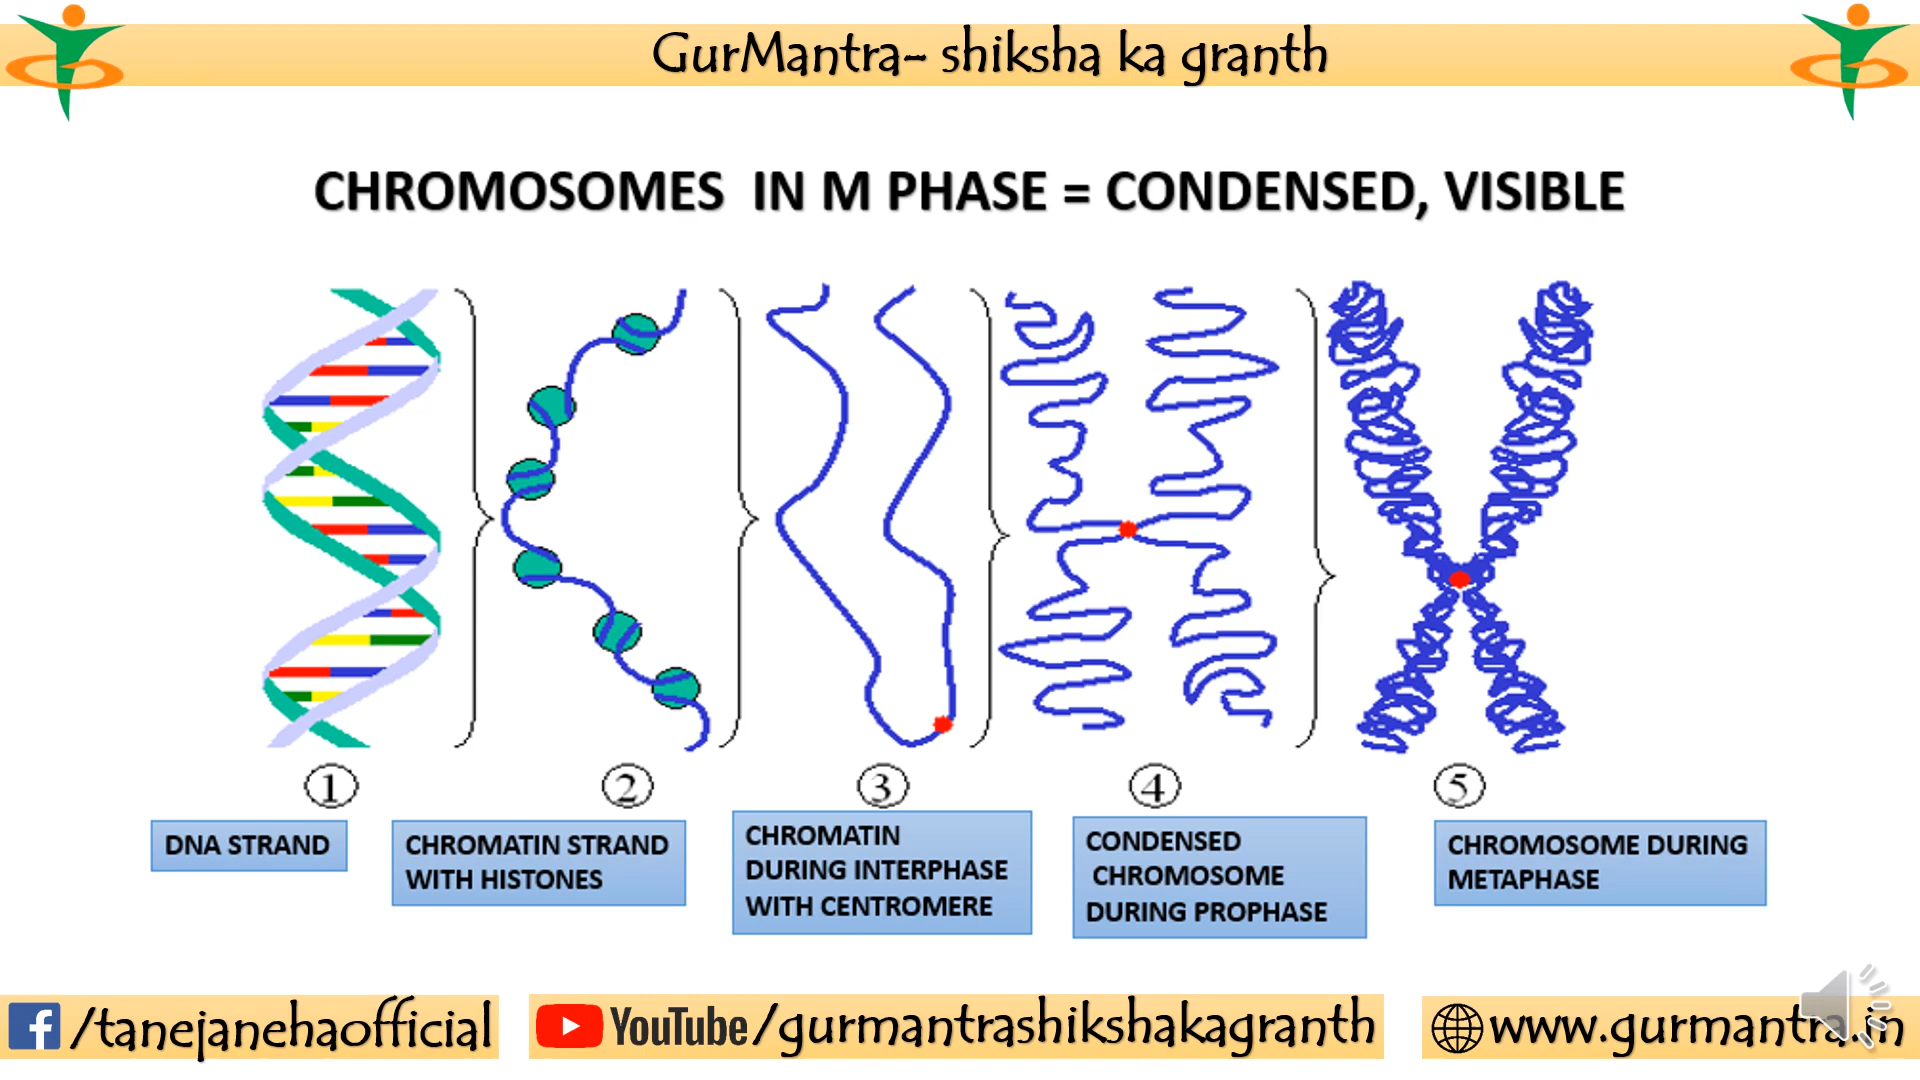 GurMantra- shiksha ka granth
CHROMOSOMES IN M PHASE = CONDENSED, VISIBLE
1
2
3
4
5
DNA STRAND
CHROMATIN STRAND
WITH HISTONES
CHROMATIN
DURING INTERPHASE
WITH CENTROMERE
CONDENSED
CHROMOSOME
DURING PROPHASE
CHROMOSOME DURING
METAPHASE
f /tanejanehaofficial
YouTube /gurmantrashikshakagranth
www.gurmantra.in